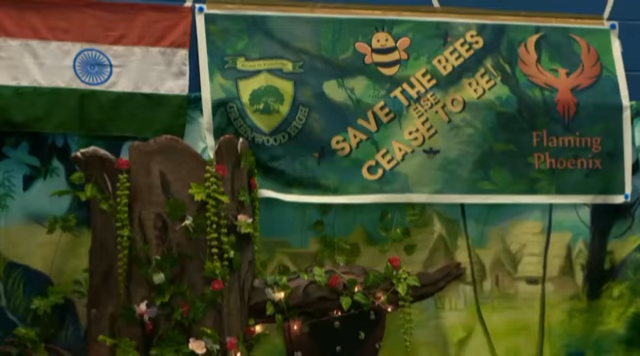 GREENWOOD HIGH
SAVE THE BEES
ELSE
CEASE TO BE!
Flaming
Phoenix